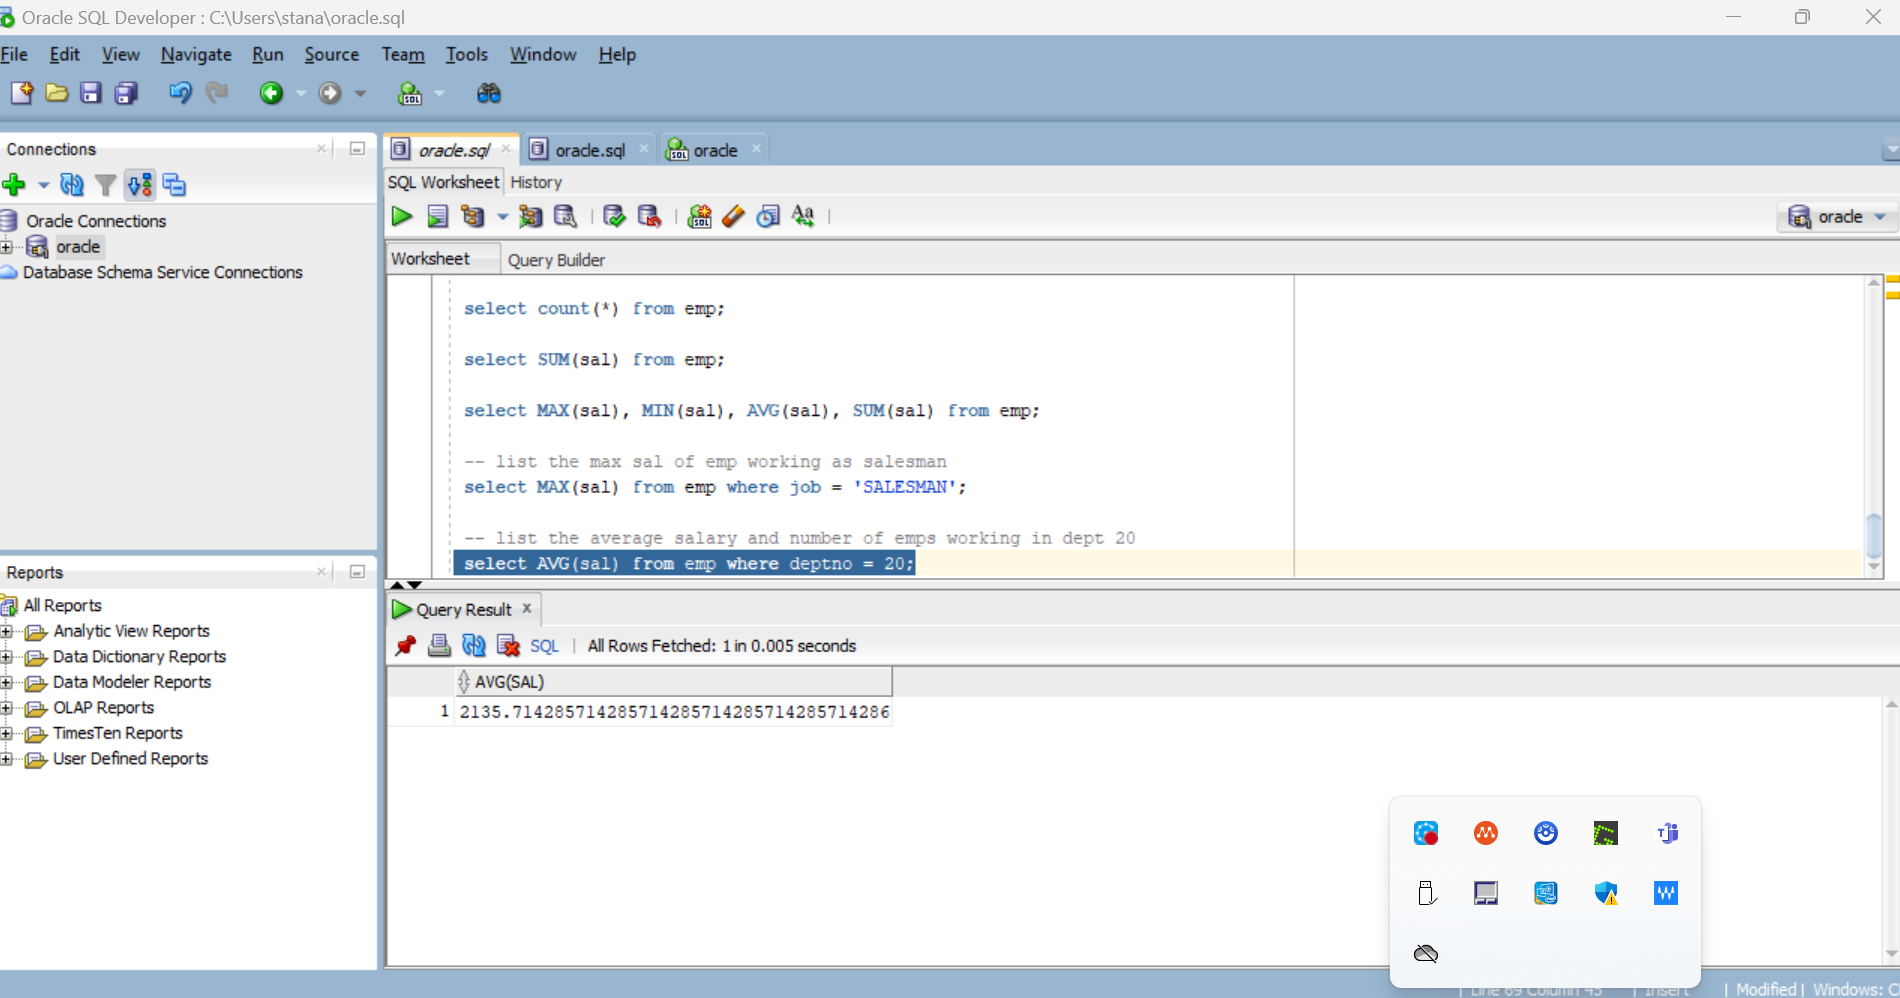 Oracle SQL Developer : C:\Users\stana\oracle.sql
File Edit View Navigate Run Source Team Tools Window Help
Connections
oracle.sql oracle.sql oracle
SQL Worksheet History
Oracle Connections
oracle
Database Schema Service Connections
oracle
Worksheet Query Builder
select count(*) from emp;
select SUM(sal) from emp;
select MAX(sal), MIN(sal), AVG(sal), SUM(sal) from emp;
-- list the max sal of emp working as salesman
select MAX(sal) from emp where job = 'SALESMAN';
-- list the average salary and number of emps working in dept 20
select AVG(sal) from emp where deptno = 20;
Reports
All Reports
Analytic View Reports
Data Dictionary Reports
Data Modeler Reports
OLAP Reports
TimesTen Reports
User Defined Reports
Query Result
SQL | All Rows Fetched: 1 in 0.005 seconds
AVG(SAL)
1 2135.714285714285714285714285714285714286
Modified | Windows: C